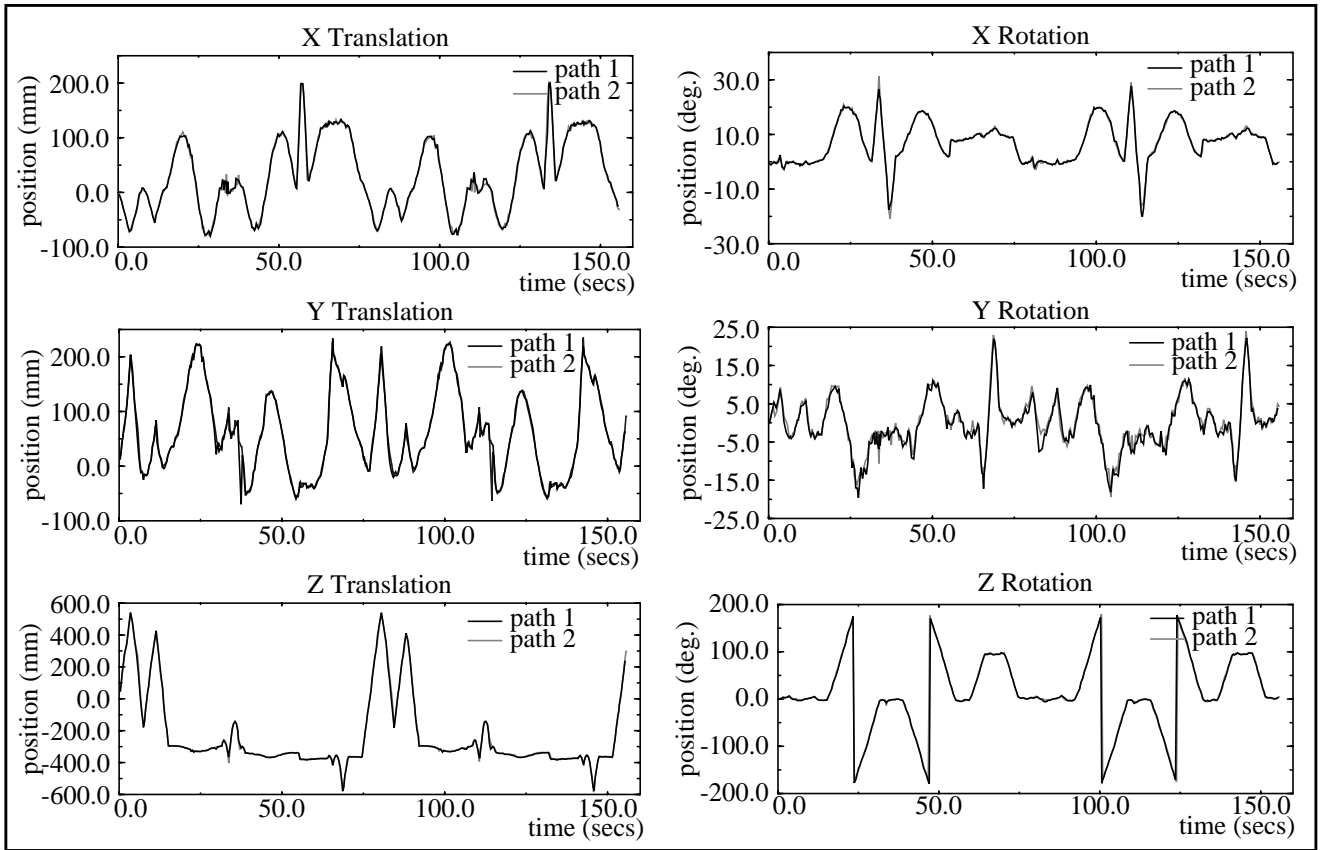 X Translation
position (mm)
200.0
100.0
0.0
-100.0
path 1
path 2
0.0 50.0 100.0 150.0
time (secs)
X Rotation
position (deg.)
30.0
10.0
-10.0
-30.0
path 1
path 2
0.0 50.0 100.0 150.0
time (secs)
Y Translation
position (mm)
200.0
100.0
0.0
-100.0
path 1
path 2
0.0 50.0 100.0 150.0
time (secs)
Y Rotation
position (deg.)
25.0
15.0
5.0
-5.0
-15.0
-25.0
path 1
path 2
0.0 50.0 100.0 150.0
time (secs)
Z Translation
position (mm)
600.0
400.0
200.0
0.0
-200.0
-400.0
-600.0
path 1
path 2
0.0 50.0 100.0 150.0
time (secs)
Z Rotation
position (deg.)
200.0
100.0
0.0
-100.0
-200.0
path 1
path 2
0.0 50.0 100.0 150.0
time (secs)